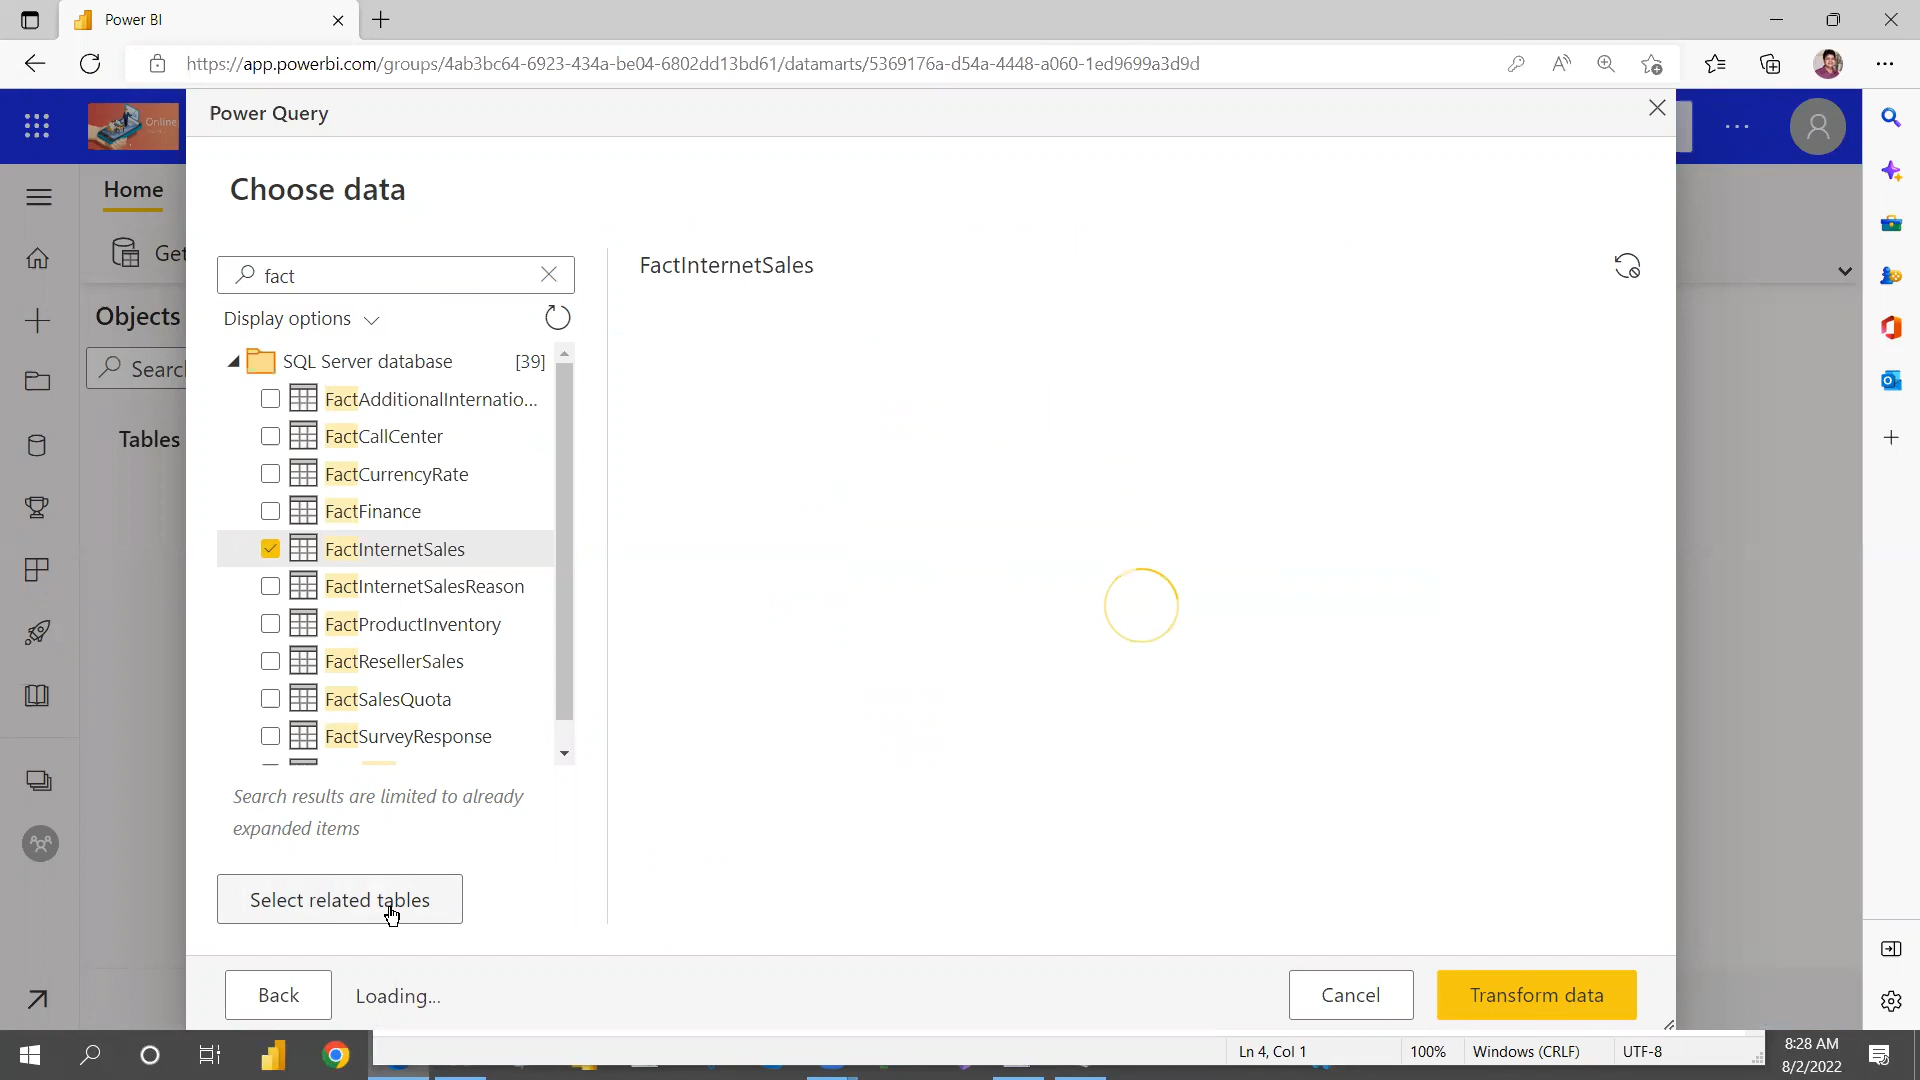 Power BI
https://app.powerbi.com/groups/4ab3bc64-6923-434a-be04-6802dd13bd61/datamarts/5369176a-d54a-4448-a060-1ed9699a3d9d
Power Query
Online
Home
Choose data
Get
fact
FactInternetSales
Objects
Display options
Search
SQL Server database [39]
FactAdditionalInternatio...
FactCallCenter
Tables
FactCurrencyRate
FactFinance
FactInternetSales
FactInternetSalesReason
FactProductInventory
FactResellerSales
FactSalesQuota
FactSurveyResponse
Search results are limited to already
expanded items
Select related tables
Back
Loading...
Cancel
Transform data
Ln 4, Col 1
100%
Windows (CRLF)
UTF-8
8:28 AM
8/2/2022